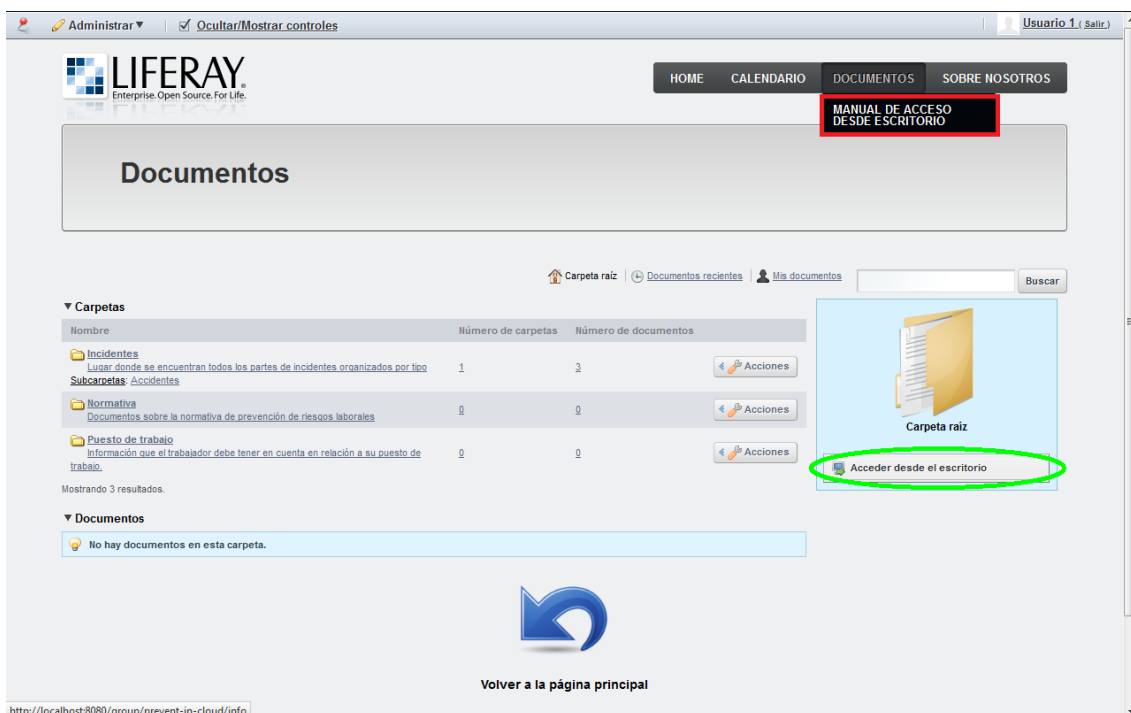 Administrar ▾ Ocultar/Mostrar controles Usuario 1 ( Salir )
LIFERAY.
Enterprise. Open Source. For Life.
HOME CALENDARIO DOCUMENTOS SOBRE NOSOTROS
MANUAL DE ACCESO
DESDE ESCRITORIO
Documentos
Carpeta raíz Documentos recientes Mis documentos Buscar
▾ Carpetas
Nombre Número de carpetas Número de documentos
Incidentes
Lugar donde se encuentran todos los partes de incidentes organizados por tipo 1 3 Acciones
Subcarpetas: Accidentes
Normativa
Documentos sobre la normativa de prevención de riesgos laborales 0 0 Acciones
Puesto de trabajo
Información que el trabajador debe tener en cuenta en relación a su puesto de 0 0 Acciones
trabajo.
Carpeta raíz
Acceder desde el escritorio
Mostrando 3 resultados.
▾ Documentos
No hay documentos en esta carpeta.
Volver a la página principal
http://localhost:8080/group/prevent-in-cloud/info